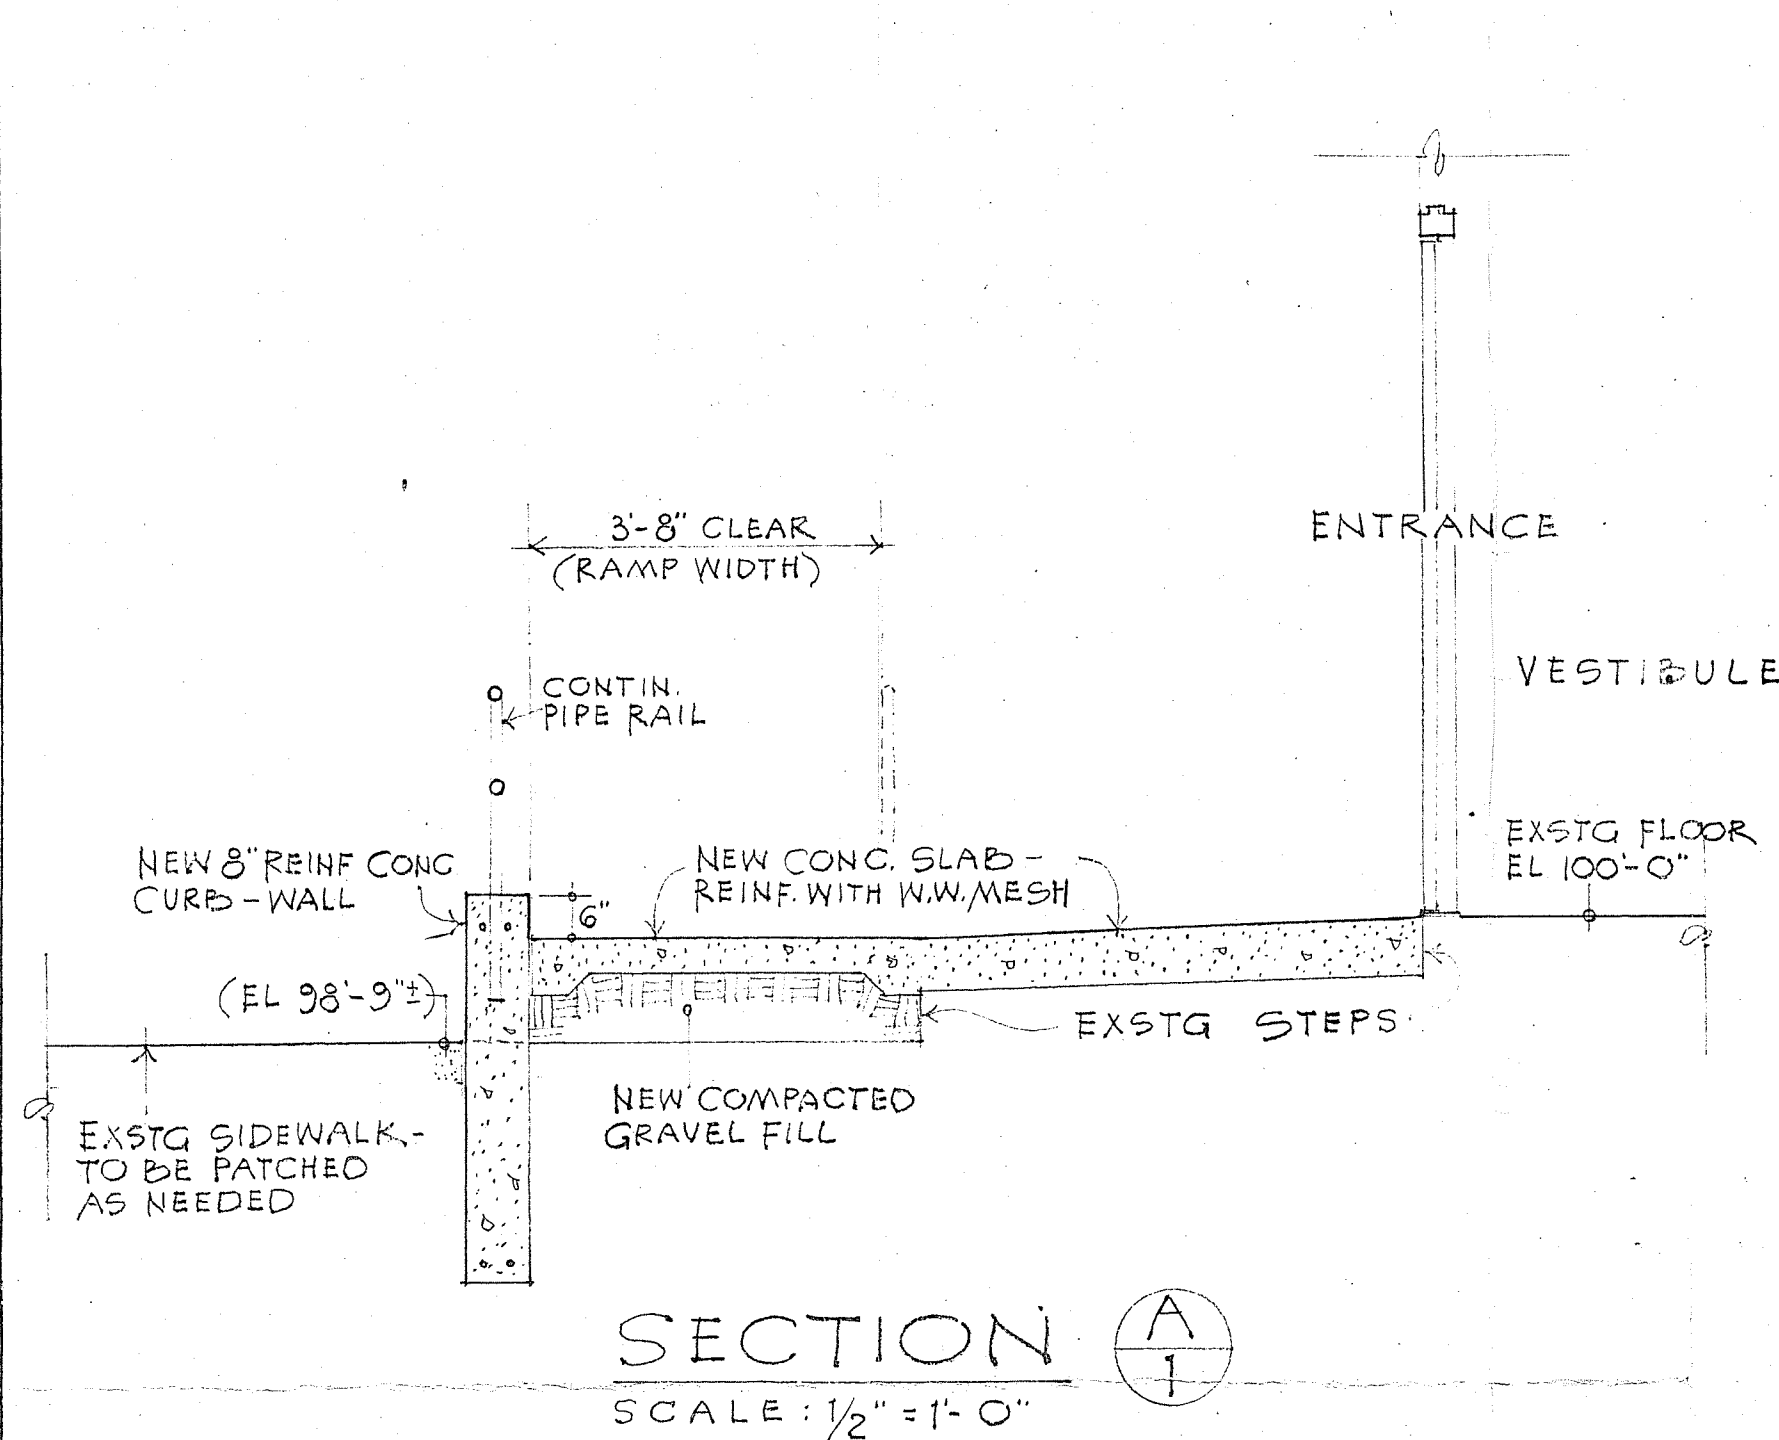 3'-8" CLEAR
(RAMP WIDTH)
ENTRANCE
CONTIN.
PIPE RAIL
VESTIBULE
EXSTG FLOOR
EL 100'-0"
NEW 8" REINF CONC
CURB-WALL
6"
NEW CONC. SLAB -
REINF. WITH W.W. MESH
(EL 98'-9"±)
EXSTG STEPS
NEW COMPACTED
GRAVEL FILL
EXSTG SIDEWALK -
TO BE PATCHED
AS NEEDED
SECTION
A
1
SCALE: 1/2" = 1'-0"